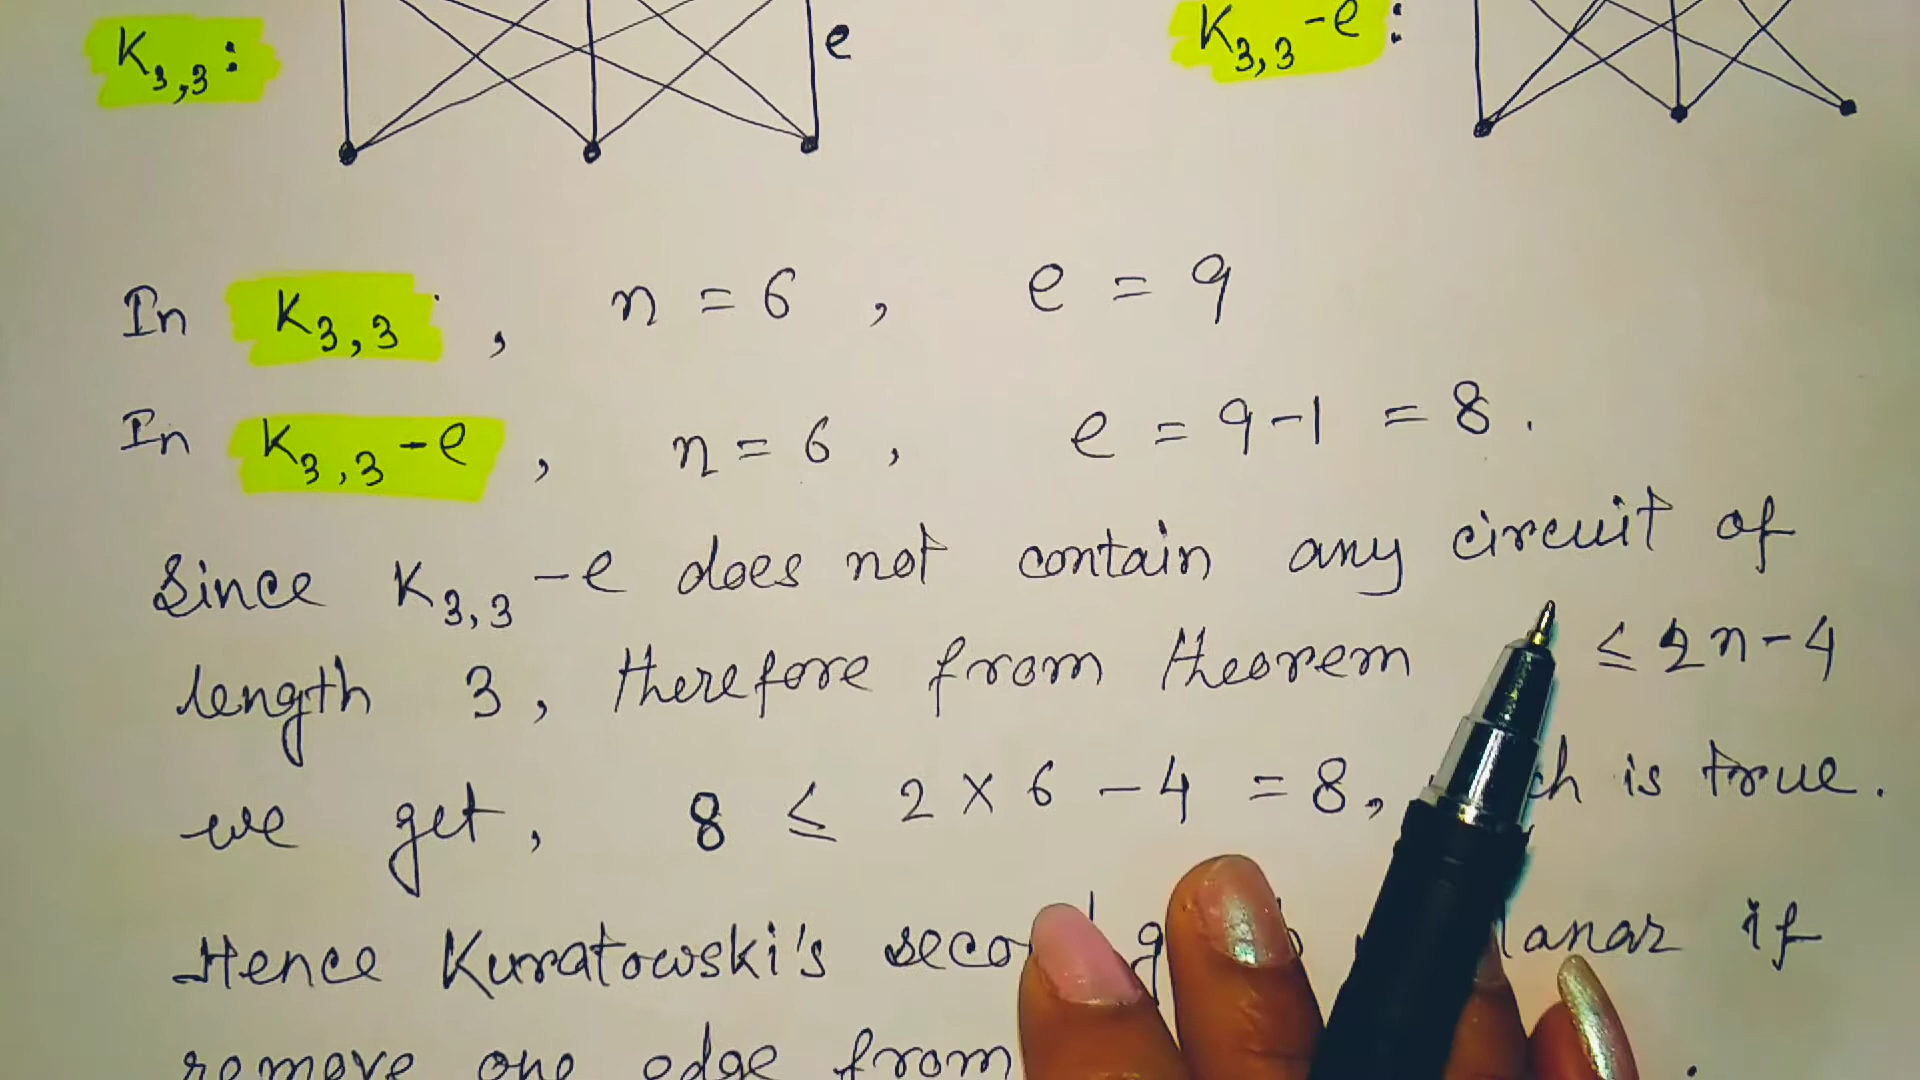 K3,3:
e
K3,3-e:
In K3,3, n = 6, e = 9
In K3,3-e, n = 6, e = 9-1 = 8.
Since K3,3-e does not contain any circuit of
length 3, therefore from theorem ≤ 2n-4
we get, 8 ≤ 2 × 6 - 4 = 8, is true.
Hence Kuratowski's if
remove one edge from